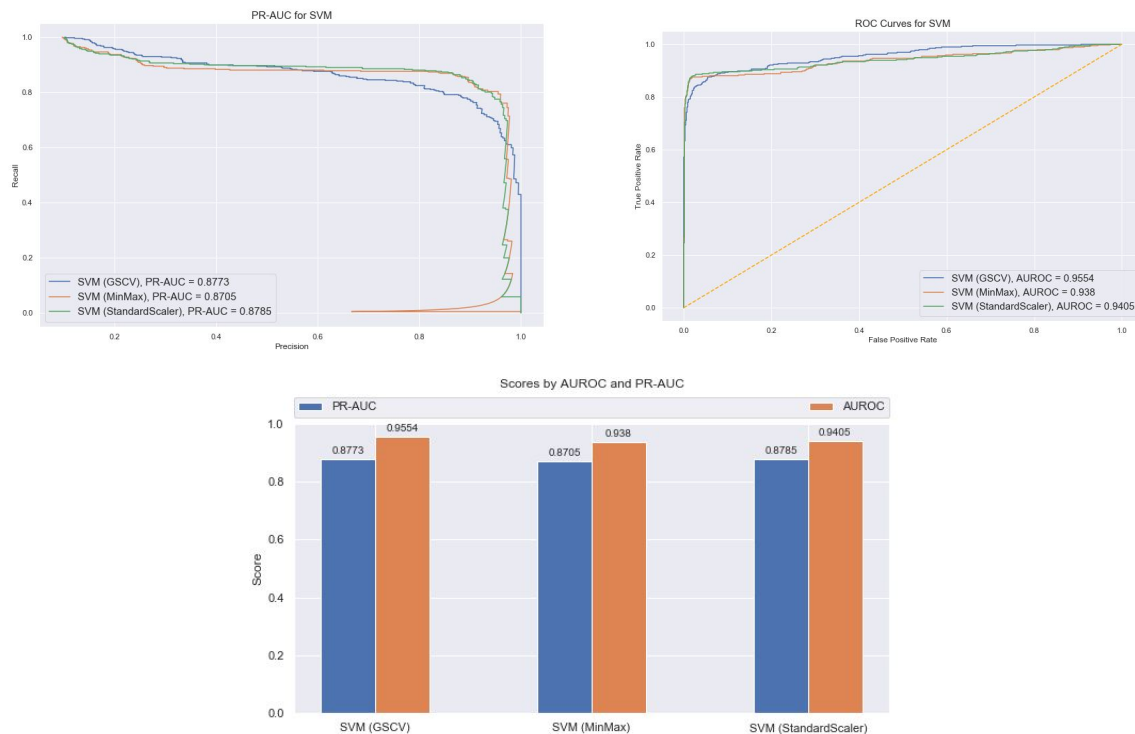 PR-AUC for SVM
1.0
0.8
0.6
0.4
0.2
0.0
Recall
SVM (GSCV), PR-AUC = 0.8773
SVM (MinMax), PR-AUC = 0.8705
SVM (StandardScaler), PR-AUC = 0.8785
0.2
0.4
0.6
0.8
1.0
Precision
ROC Curves for SVM
1.0
0.8
0.6
0.4
0.2
0.0
True Positive Rate
SVM (GSCV), AUROC = 0.9554
SVM (MinMax), AUROC = 0.938
SVM (StandardScaler), AUROC = 0.9405
0.0
0.2
0.4
0.6
0.8
1.0
False Positive Rate
Scores by AUROC and PR-AUC
PR-AUC
AUROC
1.0
0.8
0.6
0.4
0.2
0.0
Score
0.8773
0.9554
0.8705
0.938
0.8785
0.9405
SVM (GSCV)
SVM (MinMax)
SVM (StandardScaler)